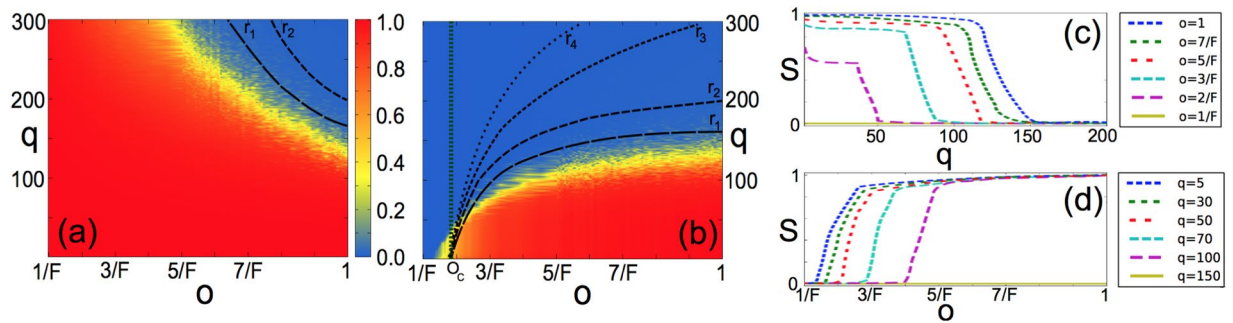 300
200
100
q
r1
r2
(a)
1/F
3/F
5/F
7/F
1
o
1.0
0.8
0.6
0.4
0.2
0.0
300
200
100
q
r4
r3
r2
r1
(b)
1/F
oc
3/F
5/F
7/F
1
o
(c)
1
S
0
50
100
150
200
q
o=1
o=7/F
o=5/F
o=3/F
o=2/F
o=1/F
(d)
1
S
0
1/F
3/F
5/F
7/F
1
o
q=5
q=30
q=50
q=70
q=100
q=150